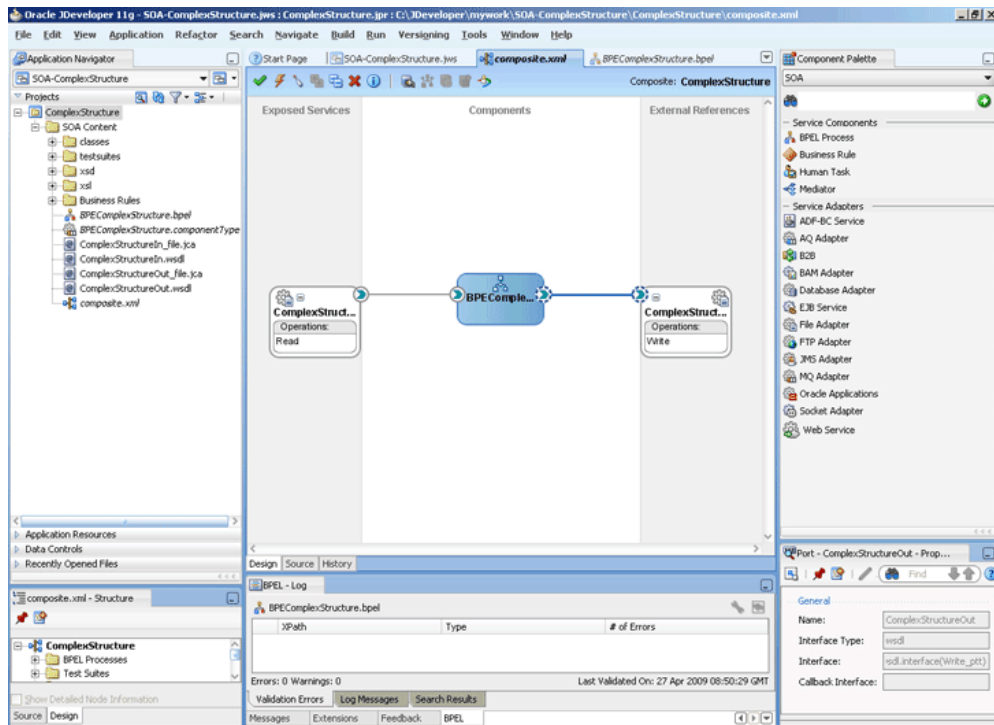 Oracle JDeveloper 11g - SOA-ComplexStructure.jws : ComplexStructure.jpr : C:\JDeveloper\mywork\SOA-ComplexStructure\ComplexStructure\composite.xml
File Edit View Application Refactor Search Navigate Build Run Versioning Tools Window Help
Application Navigator
SOA-ComplexStructure
Projects
ComplexStructure
SOA Content
classes
testsuites
xsd
xsl
Business Rules
BPEComplexStructure.bpel
BPEComplexStructure.componentType
ComplexStructureIn_file.jca
ComplexStructureIn.wsdl
ComplexStructureOut_file.jca
ComplexStructureOut.wsdl
composite.xml
Application Resources
Data Controls
Recently Opened Files
composite.xml - Structure
ComplexStructure
BPEL Processes
Test Suites
Show Detailed Node Information
Source Design
Start Page SOA-ComplexStructure.jws composite.xml BPEComplexStructure.bpel
Composite: ComplexStructure
Exposed Services Components External References
ComplexStruct...
Operations:
Read
BPEComple...
ComplexStruct...
Operations:
Write
Design Source History
BPEL - Log
BPEComplexStructure.bpel
XPath Type # of Errors
Errors: 0 Warnings: 0 Last Validated On: 27 Apr 2009 08:50:29 GMT
Validation Errors Log Messages Search Results
Messages Extensions Feedback BPEL
Component Palette
SOA
Service Components
BPEL Process
Business Rule
Human Task
Mediator
Service Adapters
ADF-BC Service
AQ Adapter
B2B
BAM Adapter
Database Adapter
EJB Service
File Adapter
FTP Adapter
JMS Adapter
MQ Adapter
Oracle Applications
Socket Adapter
Web Service
Port - ComplexStructureOut - Prop...
Find
General
Name: ComplexStructureOut
Interface Type: wsdl
Interface: sdl.interface(Write_ptt)
Callback Interface: